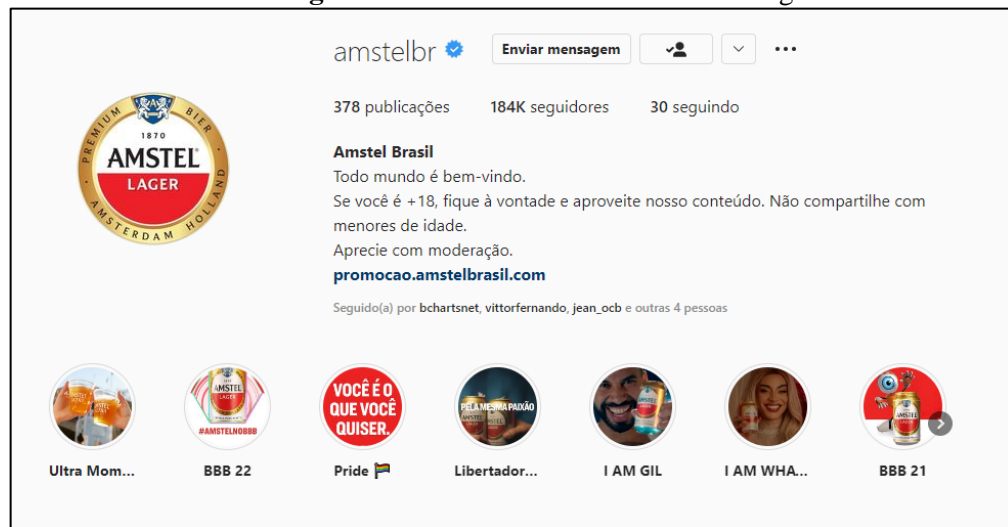 amstelbr
Enviar mensagem
378 publicações 184K seguidores 30 seguindo
Amstel Brasil
Todo mundo é bem-vindo.
Se você é +18, fique à vontade e aproveite nosso conteúdo. Não compartilhe com
menores de idade.
Aprecie com moderação.
promocao.amstelbrasil.com
Seguido(a) por bchartsnet, vittorfernando, jean_ocb e outras 4 pessoas
PREMIUM BIER
1870
AMSTEL
LAGER
AMSTERDAM HOLLAND
AMSTEL
LAGER
#AMSTELNOBBB
VOCÊ É O
QUE VOCÊ
QUISER.
PELA MESMA PAIXÃO
AMSTEL
Ultra Mom... BBB 22 Pride 🏳️‍🌈 Libertador... I AM GIL I AM WHA... BBB 21